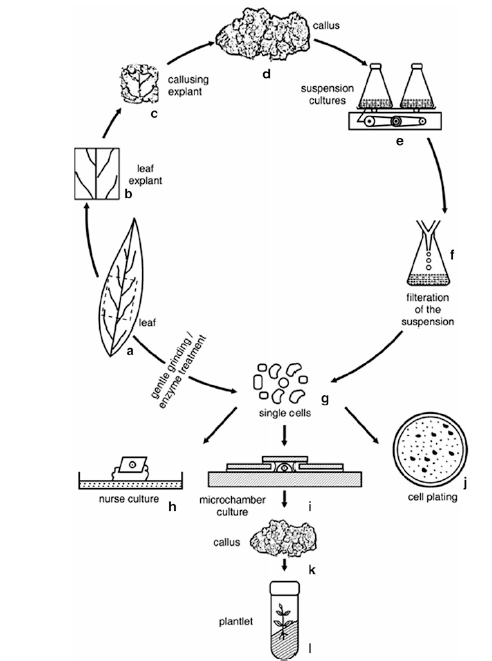 callus
d
callusing
explant
c
suspension
cultures
e
leaf
explant
b
f
filteration
of the
suspension
leaf
a
gentle grinding /
enzyme treatment
g
single cells
nurse culture
h
microchamber
culture
i
cell plating
j
callus
k
plantlet
l